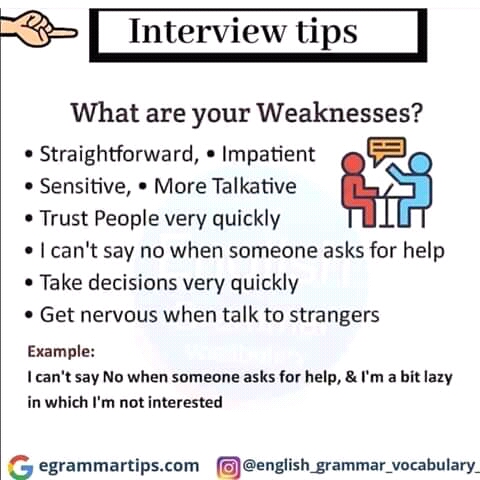 Interview tips
What are your Weaknesses?
• Straightforward, • Impatient
• Sensitive, • More Talkative
• Trust People very quickly
• I can't say no when someone asks for help
• Take decisions very quickly
• Get nervous when talk to strangers
Example:
I can't say No when someone asks for help, & I'm a bit lazy
in which I'm not interested
egrammartips.com @english_grammar_vocabulary_